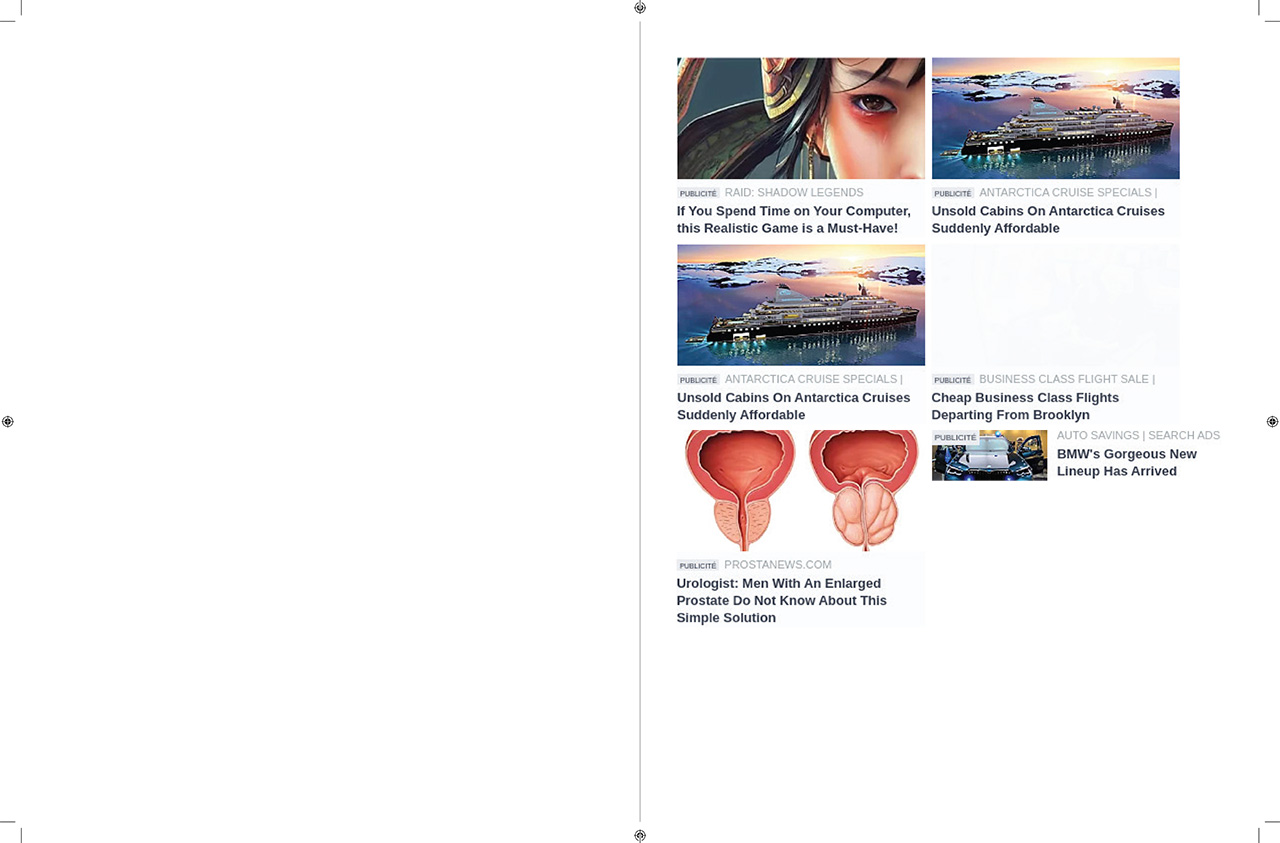 PUBLICITÉ RAID: SHADOW LEGENDS
If You Spend Time on Your Computer,
this Realistic Game is a Must-Have!
PUBLICITÉ ANTARCTICA CRUISE SPECIALS |
Unsold Cabins On Antarctica Cruises
Suddenly Affordable
PUBLICITÉ ANTARCTICA CRUISE SPECIALS |
Unsold Cabins On Antarctica Cruises
Suddenly Affordable
PUBLICITÉ BUSINESS CLASS FLIGHT SALE |
Cheap Business Class Flights
Departing From Brooklyn
PUBLICITÉ PROSTANEWS.COM
Urologist: Men With An Enlarged
Prostate Do Not Know About This
Simple Solution
PUBLICITÉ AUTO SAVINGS | SEARCH ADS
BMW's Gorgeous New
Lineup Has Arrived